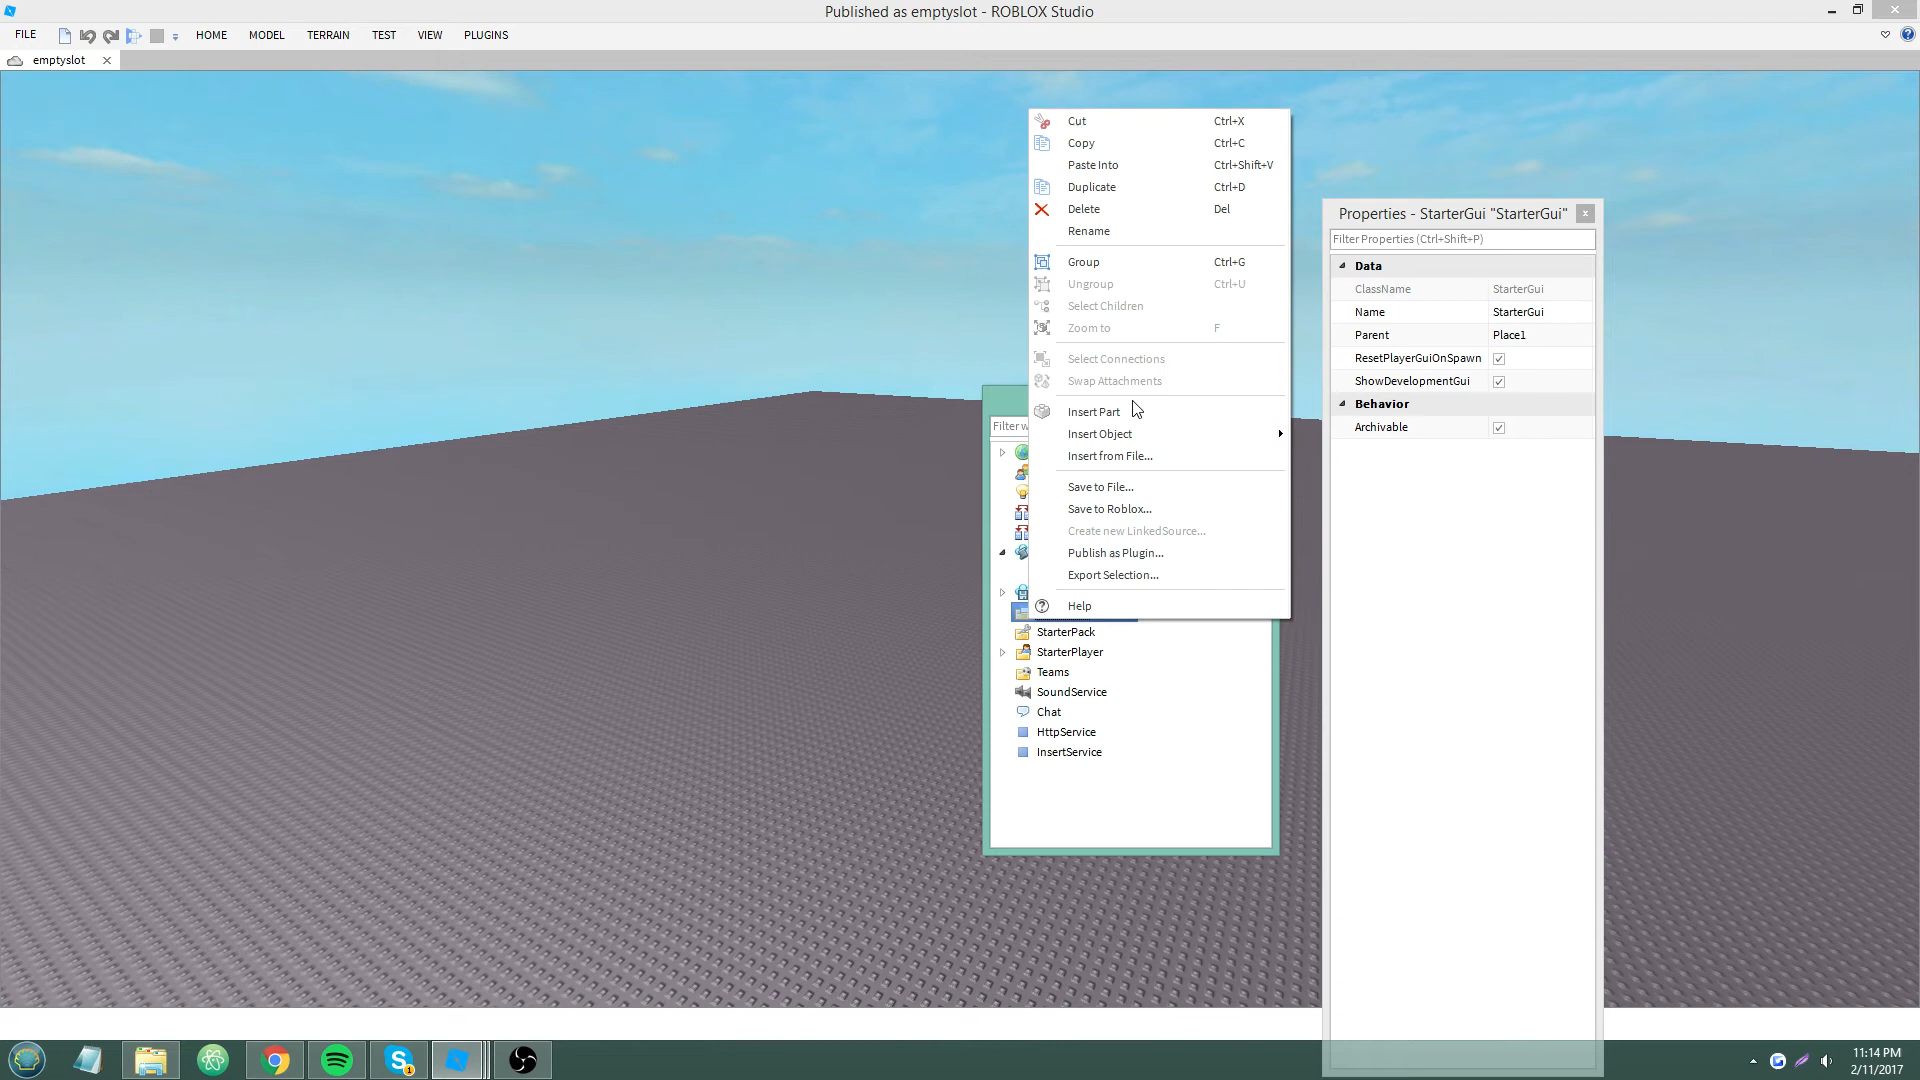 Published as emptyslot - ROBLOX Studio
FILE HOME MODEL TERRAIN TEST VIEW PLUGINS
emptyslot
Cut Ctrl+X
Copy Ctrl+C
Paste Into Ctrl+Shift+V
Duplicate Ctrl+D
Delete Del
Rename
Group Ctrl+G
Ungroup Ctrl+U
Select Children
Zoom to F
Select Connections
Swap Attachments
Insert Part
Insert Object
Insert from File...
Save to File...
Save to Roblox...
Create new LinkedSource...
Publish as Plugin...
Export Selection...
Help
Filter w
StarterPack
StarterPlayer
Teams
SoundService
Chat
HttpService
InsertService
Properties - StarterGui "StarterGui"
Filter Properties (Ctrl+Shift+P)
Data
ClassName StarterGui
Name StarterGui
Parent Place1
ResetPlayerGuiOnSpawn
ShowDevelopmentGui
Behavior
Archivable
1
11:14 PM
2/11/2017